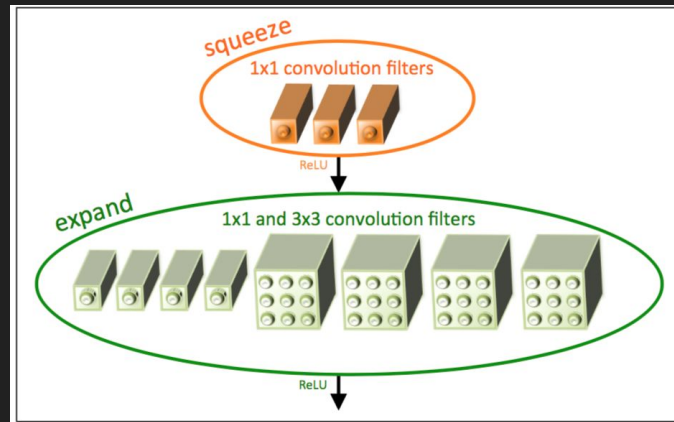 squeeze
1x1 convolution filters
ReLU
expand
1x1 and 3x3 convolution filters
ReLU